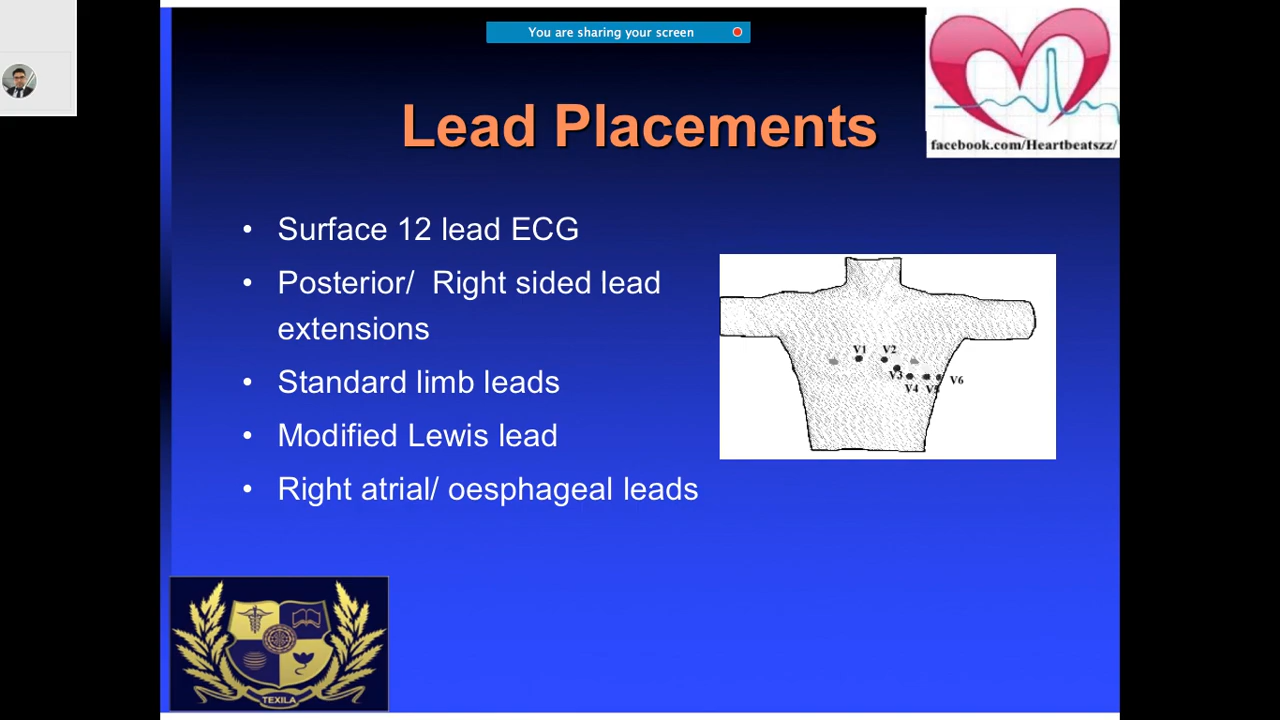 You are sharing your screen
facebook.com/Heartbeatszz/
Lead Placements
• Surface 12 lead ECG
• Posterior/ Right sided lead
extensions
• Standard limb leads
• Modified Lewis lead
• Right atrial/ oesphageal leads
V1 V2
V3
V4 V5 V6
TEXILA